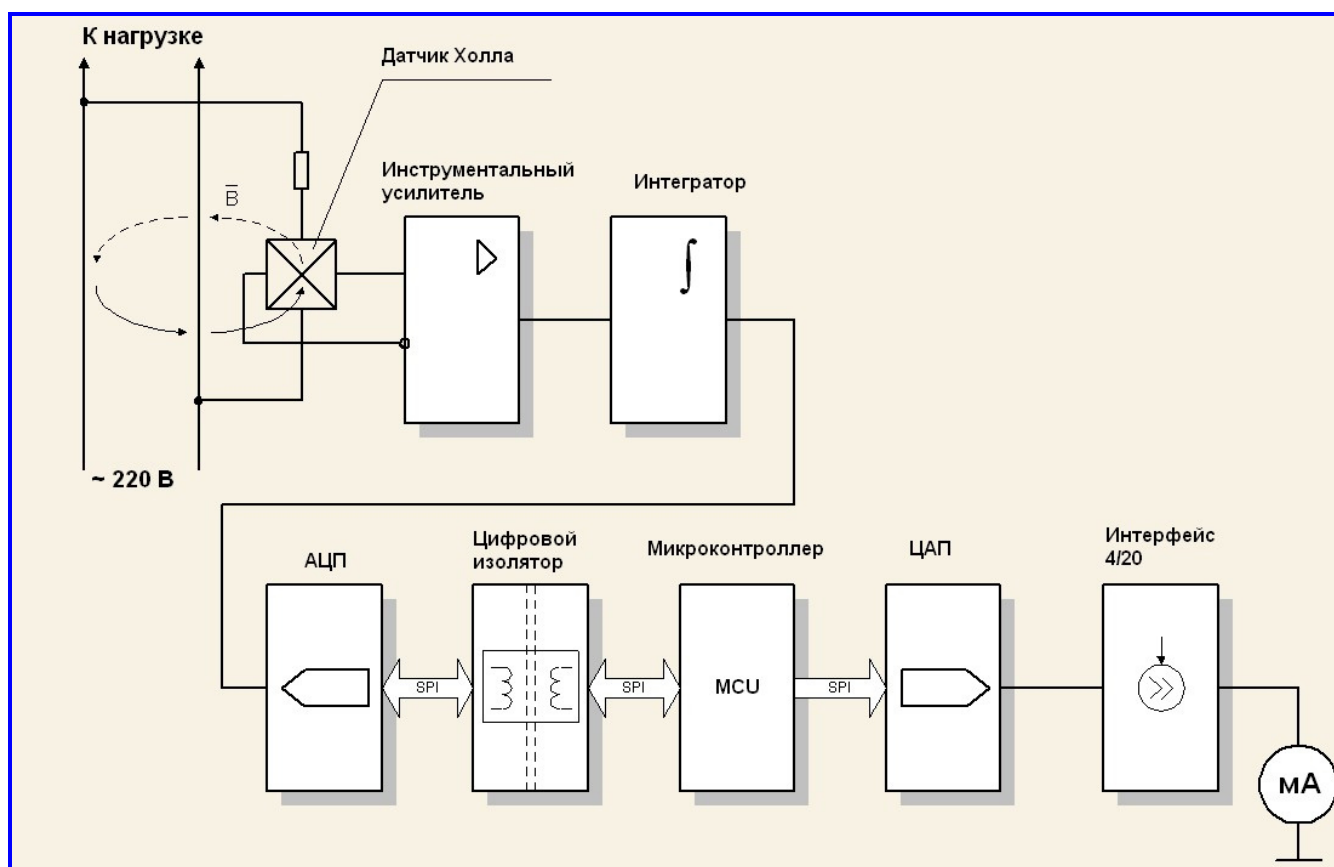 К нагрузке
Датчик Холла
Инструментальный
усилитель
Интегратор
B
~ 220 В
АЦП
Цифровой
изолятор
Микроконтроллер
ЦАП
Интерфейс
4/20
SPI
SPI
MCU
SPI
мА